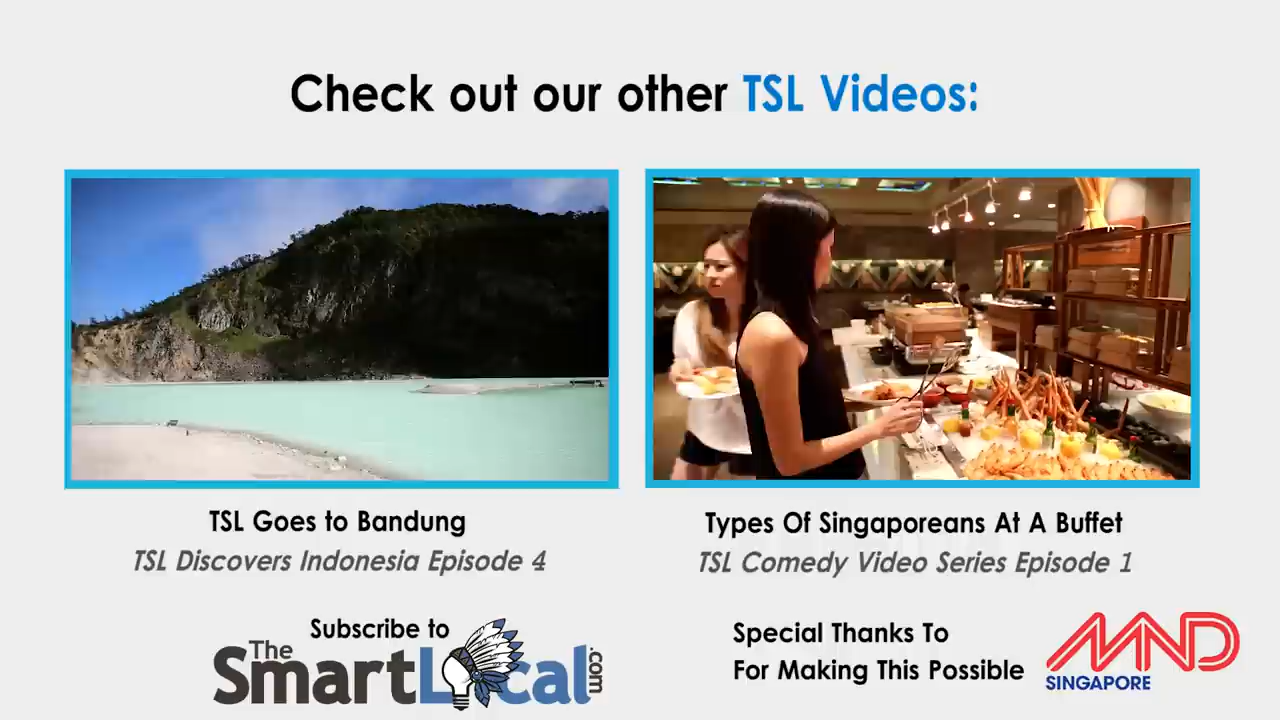 Check out our other TSL Videos:
TSL Goes to Bandung
TSL Discovers Indonesia Episode 4
Types Of Singaporeans At A Buffet
TSL Comedy Video Series Episode 1
Subscribe to
The
SmartLocal
.com
Special Thanks To
For Making This Possible
MND
SINGAPORE